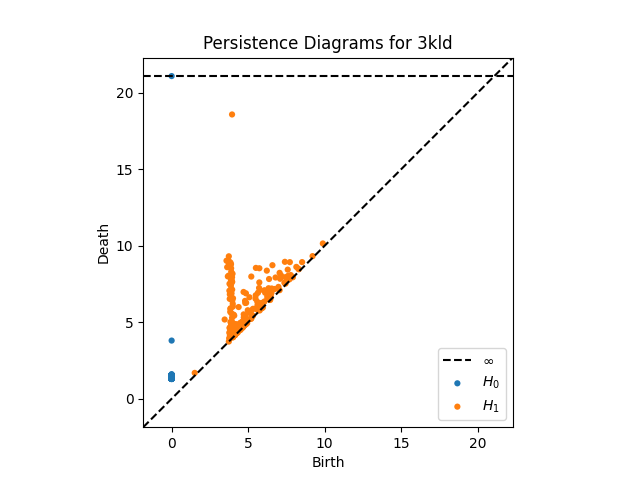 Persistence Diagrams for 3kld
Death
20
15
10
5
0
0 5 10 15 20
Birth
∞
H₀
H₁